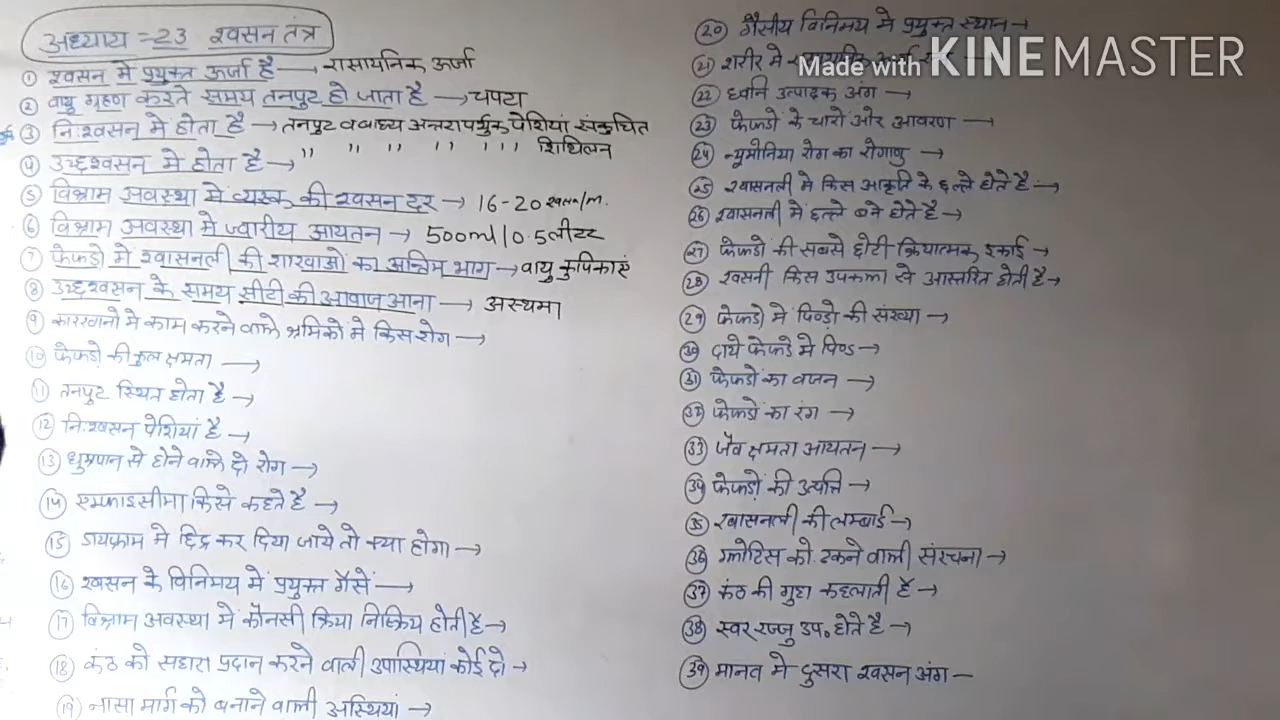 अध्याय = 23 श्वसन तंत्र
① श्वसन मे प्रयुक्त ऊर्जा है → रासायनिक ऊर्जा
② वायु ग्रहण करते समय तनपुट हो जाता है → चपटा
③ नि:श्वसन मे होता है → तनपुट व बाह्य अन्तरापर्शुक पेशियां संकुचित
④ उच्छश्वसन मे होता है → " " " " " " " शिथिलन
⑤ विश्राम अवस्था मे व्यस्क की श्वसन दर → 16-20
⑥ विश्राम अवस्था मे ज्वारीय आयतन → 500ml/0.5लीटर
⑦ फेफडो मे श्वासनली की शाखाओ का अन्तिम भाग → वायु कुपिकाएं
⑧ उच्छश्वसन के समय सीटी की आवाज आना → अस्थमा
⑨ कारखानो मे काम करने वाले श्रमिको मे किस रोग →
⑩ फेफडो की कुल क्षमता →
⑪ तनपुट स्थित होता है →
⑫ नि:श्वसन पेशियां है →
⑬ धुम्रपान से होने वाले दो रोग →
⑭ एम्फाइसीमा किसे कहते है →
⑮ डायफ्राम मे छिद्र कर दिया जाये तो क्या होगा →
⑯ श्वसन के विनिमय में प्रयुक्त गैसें →
⑰ विश्राम अवस्था मे कौनसी क्रिया निष्क्रिय होती है →
⑱ कंठ को सहारा प्रदान करने वाली उपास्थियां कोई दो →
⑲ नासा मार्ग को बनाने वाली अस्थियां →
⑳ गैसीय विनिमय मे प्रयुक्त स्थान →
㉑ शरीर मे
Made with KINEMASTER
㉒ ध्वनि उत्पादक अंग →
㉓ फेफडो के चारो ओर आवरण →
㉔ न्यूमोनिया रोग का रोगाणु →
㉕ श्वासनली मे किस आकृति के छल्ले होते है →
㉖ श्वासनली मे छल्ले बने होते है →
㉗ फेफडो की सबसे छोटी क्रियात्मक इकाई →
㉘ श्वसनी किस उपकला से आस्तरित होती है →
㉙ फेफडो मे पिण्डो की संख्या →
㉚ दाये फेफडे मे पिण्ड →
㉛ फेफडो का वजन →
㉜ फेफडो का रंग →
㉝ जैव क्षमता आयतन →
㉞ फेफडो की उत्पत्ति →
㉟ श्वासनली की लम्बाई →
㊱ ग्लोटिस को ढकने वाली संरचना →
㊲ कंठ की गुहा कहलाती है →
㊳ स्वर रज्जु उप० होते है →
㊴ मानव मे दुसरा श्वसन अंग —